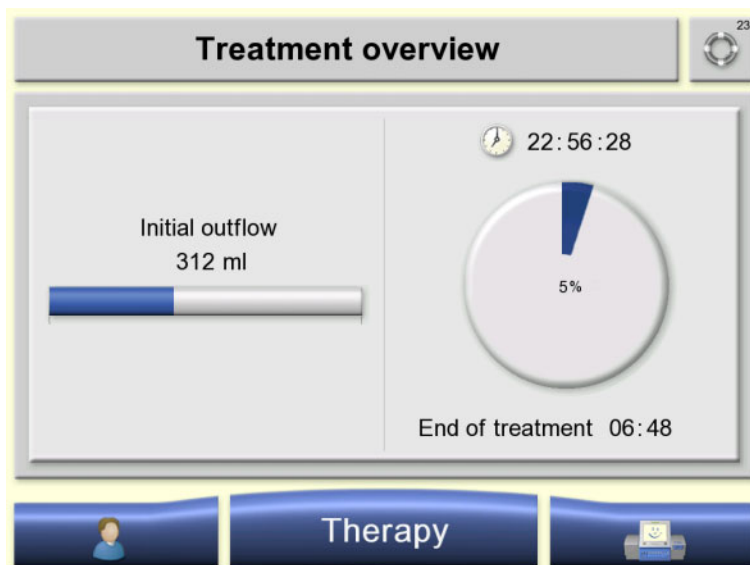 Treatment overview
23
Initial outflow
312 ml
22:56:28
5%
End of treatment 06:48
Therapy